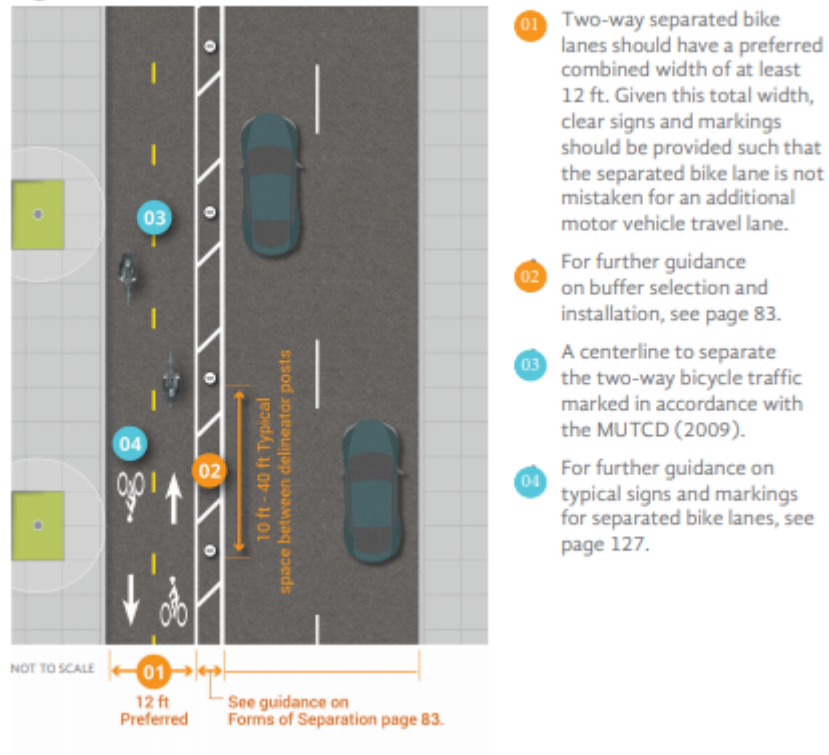 01
Two-way separated bike
lanes should have a preferred
combined width of at least
12 ft. Given this total width,
clear signs and markings
should be provided such that
the separated bike lane is not
mistaken for an additional
motor vehicle travel lane.
02
For further guidance
on buffer selection and
installation, see page 83.
03
A centerline to separate
the two-way bicycle traffic
marked in accordance with
the MUTCD (2009).
04
For further guidance on
typical signs and markings
for separated bike lanes, see
page 127.
03
04
02
10 ft - 40 ft Typical
space between delineator posts
NOT TO SCALE
01
12 ft
Preferred
See guidance on
Forms of Separation page 83.